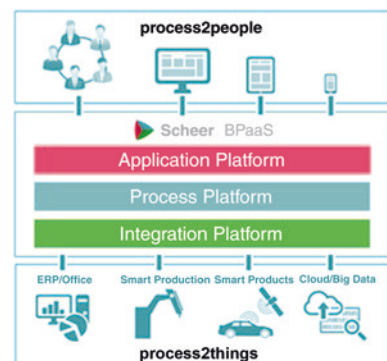 process2people
Scheer BPaaS
Application Platform
Process Platform
Integration Platform
ERP/Office Smart Production Smart Products Cloud/Big Data
process2things